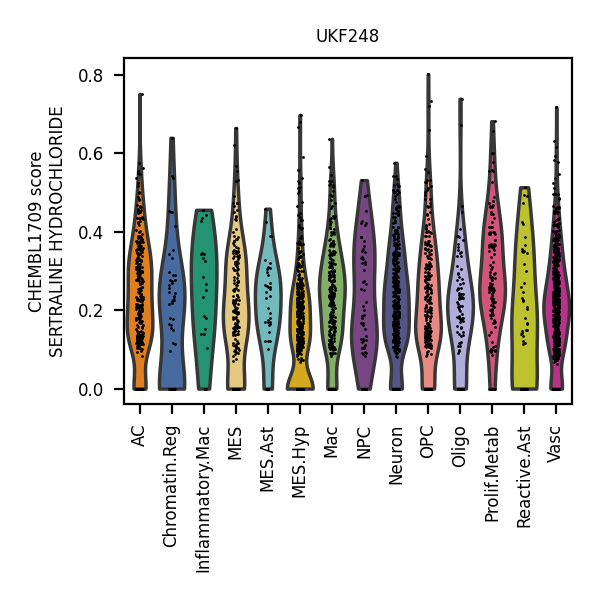 UKF248
CHEMBL1709 score
SERTRALINE HYDROCHLORIDE
0.8
0.6
0.4
0.2
0.0
AC
Chromatin.Reg
Inflammatory.Mac
MES
MES.Ast
MES.Hyp
Mac
NPC
Neuron
OPC
Oligo
Prolif.Metab
Reactive.Ast
Vasc